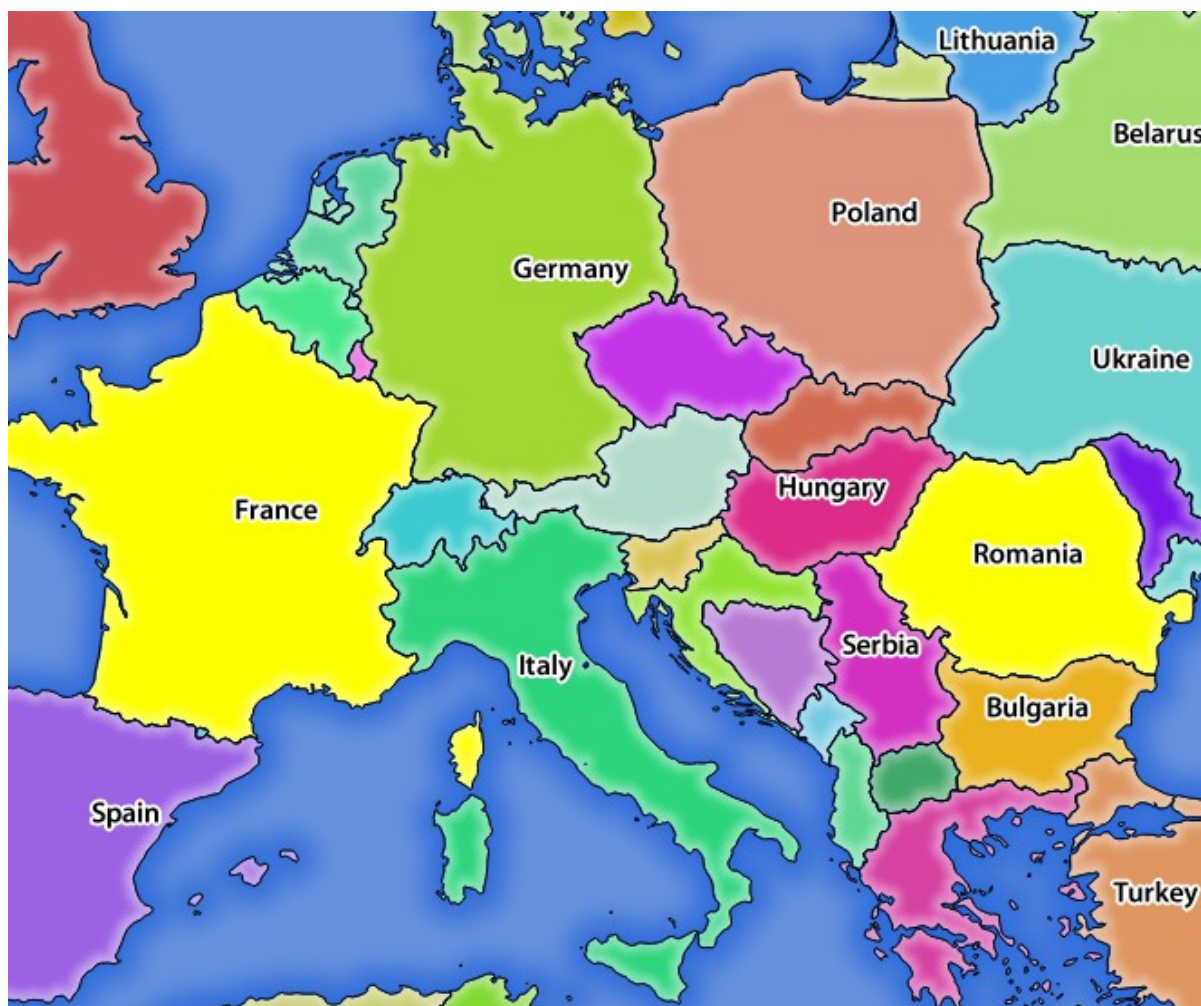 Lithuania
Belarus
Poland
Germany
Ukraine
Hungary
France
Romania
Serbia
Italy
Bulgaria
Spain
Turkey